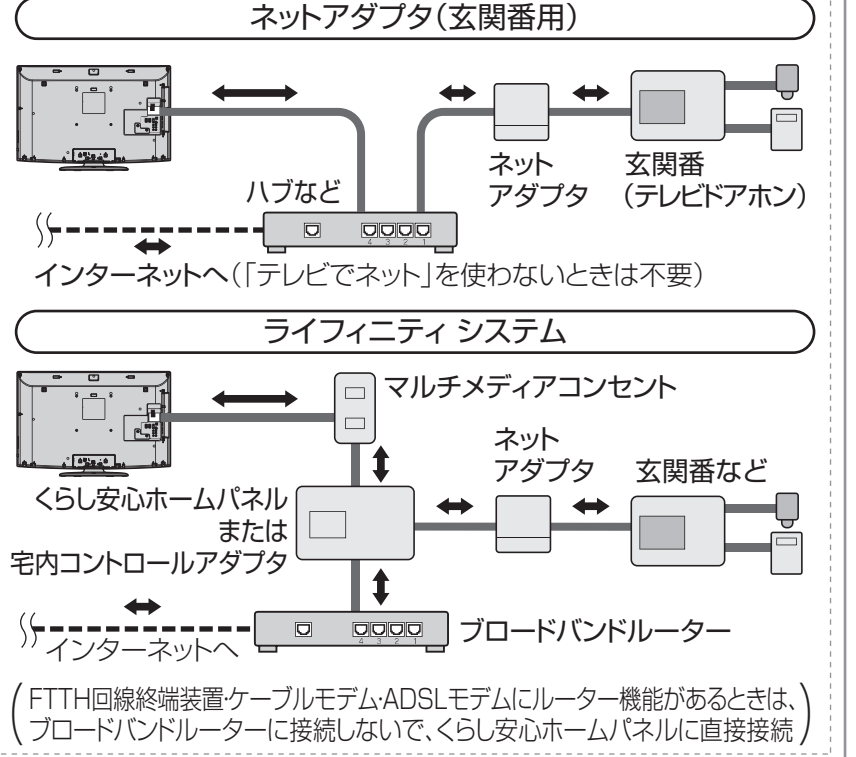 ネットアダプタ（玄関番用）
ネット
アダプタ
玄関番
（テレビドアホン）
ハブなど
4 3 2 1
インターネットへ（「テレビでネット」を使わないときは不要）
ライフィニティ システム
マルチメディアコンセント
ネット
アダプタ
玄関番など
くらし安心ホームパネル
または
宅内コントロールアダプタ
4 3 2 1
ブロードバンドルーター
インターネットへ
（FTTH回線終端装置・ケーブルモデム・ADSLモデムにルーター機能があるときは、
ブロードバンドルーターに接続しないで、くらし安心ホームパネルに直接接続）